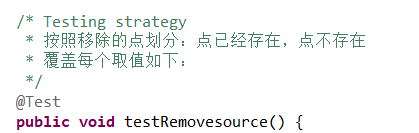 /* Testing strategy
 * 按照移除的点划分：点已经存在，点不存在
 * 覆盖每个取值如下：
 */
@Test
public void testRemovesource() {